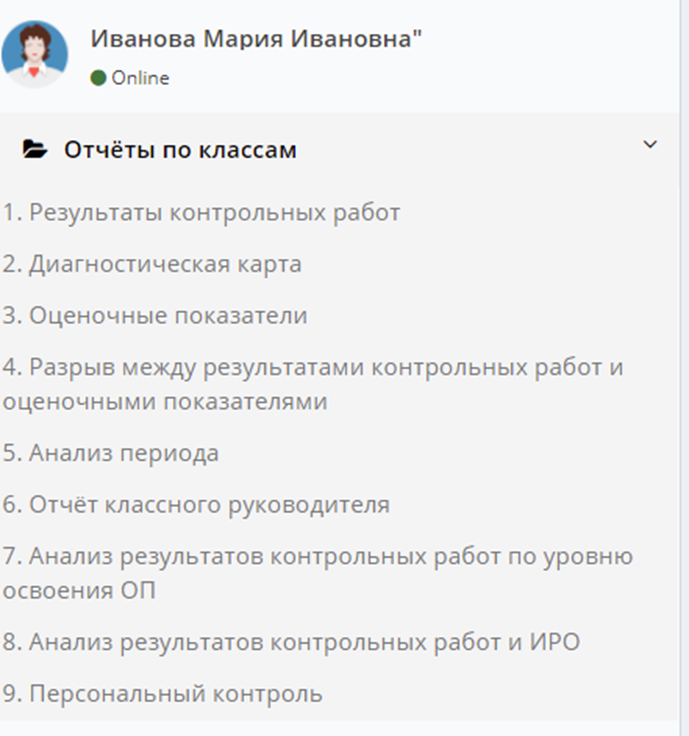 Иванова Мария Ивановна"
Online
Отчёты по классам
1. Результаты контрольных работ
2. Диагностическая карта
3. Оценочные показатели
4. Разрыв между результатами контрольных работ и
оценочными показателями
5. Анализ периода
6. Отчёт классного руководителя
7. Анализ результатов контрольных работ по уровню
освоения ОП
8. Анализ результатов контрольных работ и ИРО
9. Персональный контроль